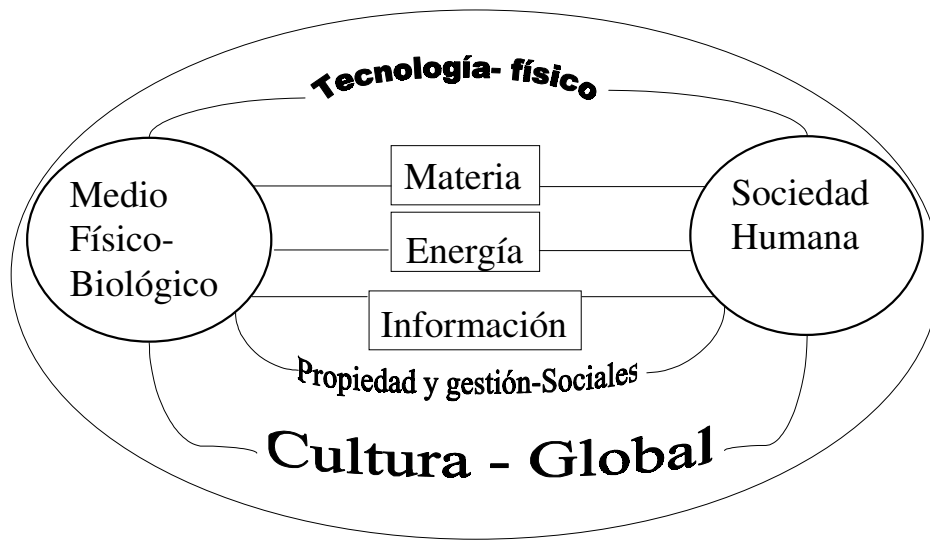 Tecnología- físico
Medio
Físico-
Biológico
Materia
Energía
Información
Sociedad
Humana
Propiedad y gestión-Sociales
Cultura - Global